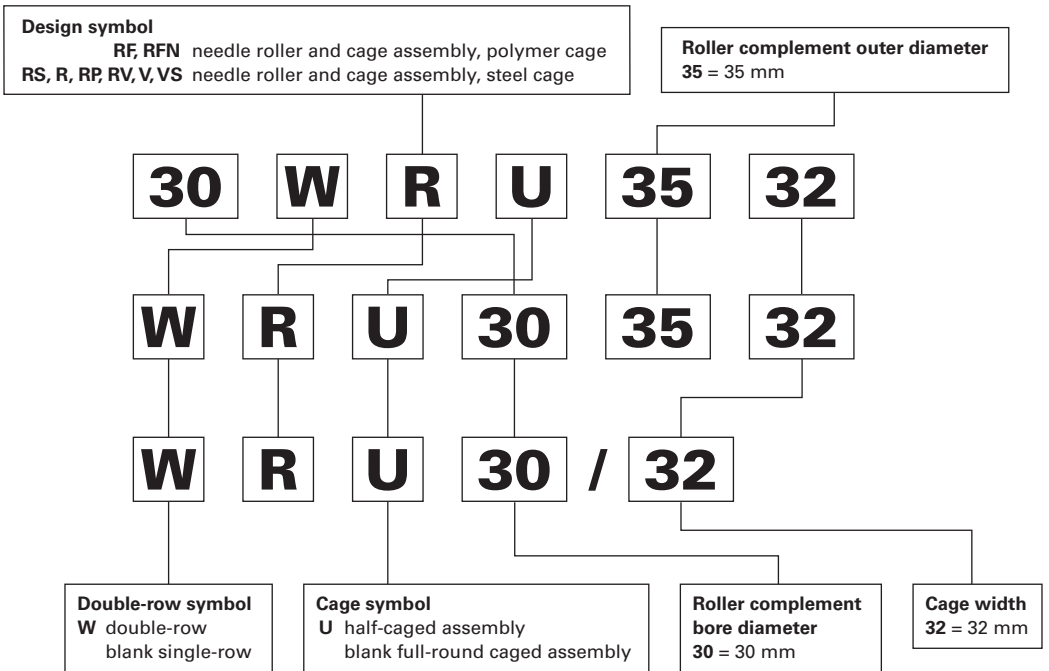 Design symbol
RF, RFN needle roller and cage assembly, polymer cage
RS, R, RP, RV, V, VS needle roller and cage assembly, steel cage
Roller complement outer diameter
35 = 35 mm
30 W R U 35 32
W R U 30 35 32
W R U 30 / 32
Double-row symbol
W double-row
blank single-row
Cage symbol
U half-caged assembly
blank full-round caged assembly
Roller complement
bore diameter
30 = 30 mm
Cage width
32 = 32 mm